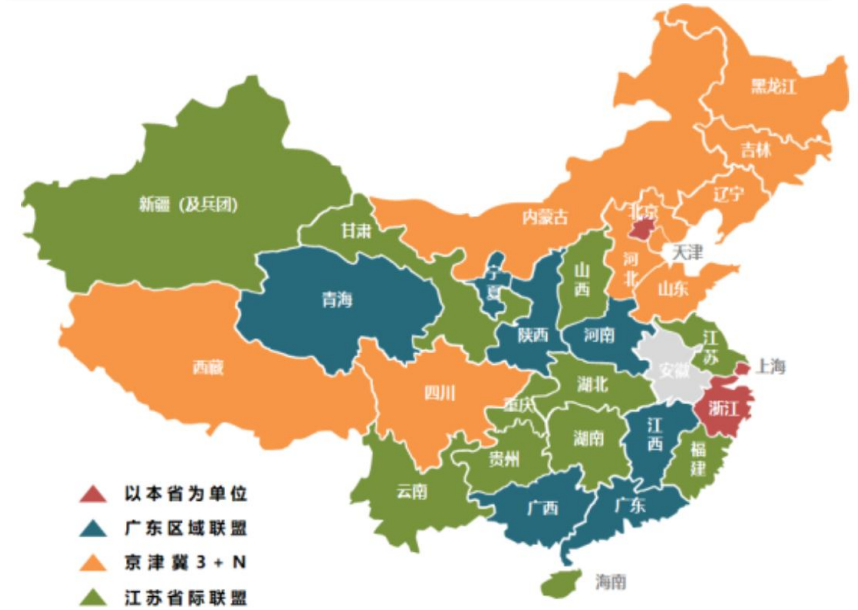 黑龙江
吉林
辽宁
新疆（及兵团）
内蒙古
北京
甘肃
天津
宁夏
山西
河北
山东
青海
陕西
河南
江苏
西藏
安徽
上海
四川
湖北
重庆
浙江
江西
湖南
贵州
福建
云南
广西
广东
海南
以本省为单位
广东区域联盟
京津冀3+N
江苏省际联盟